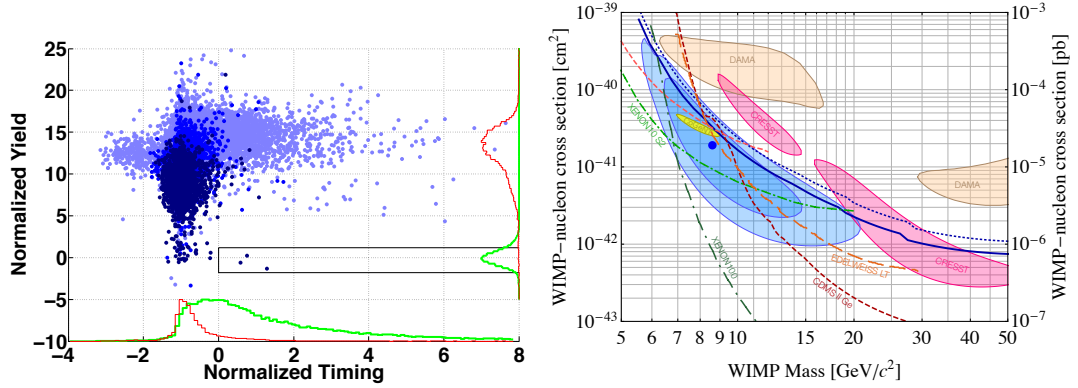 25
20
15
10
5
0
−5
−10
−4
−2
0
2
4
6
8
Normalized Yield
Normalized Timing
10−39
10−40
10−41
10−42
10−43
10−3
10−4
10−5
10−6
10−7
5
6
7
8
9
10
15
20
30
40
50
WIMP−nucleon cross section [cm2]
WIMP−nucleon cross section [pb]
WIMP Mass [GeV/c2]
DAMA
CRESST
XENON10 S2
DAMA
XENON100
EDELWEISS LT
CRESST
CDMS II Ge